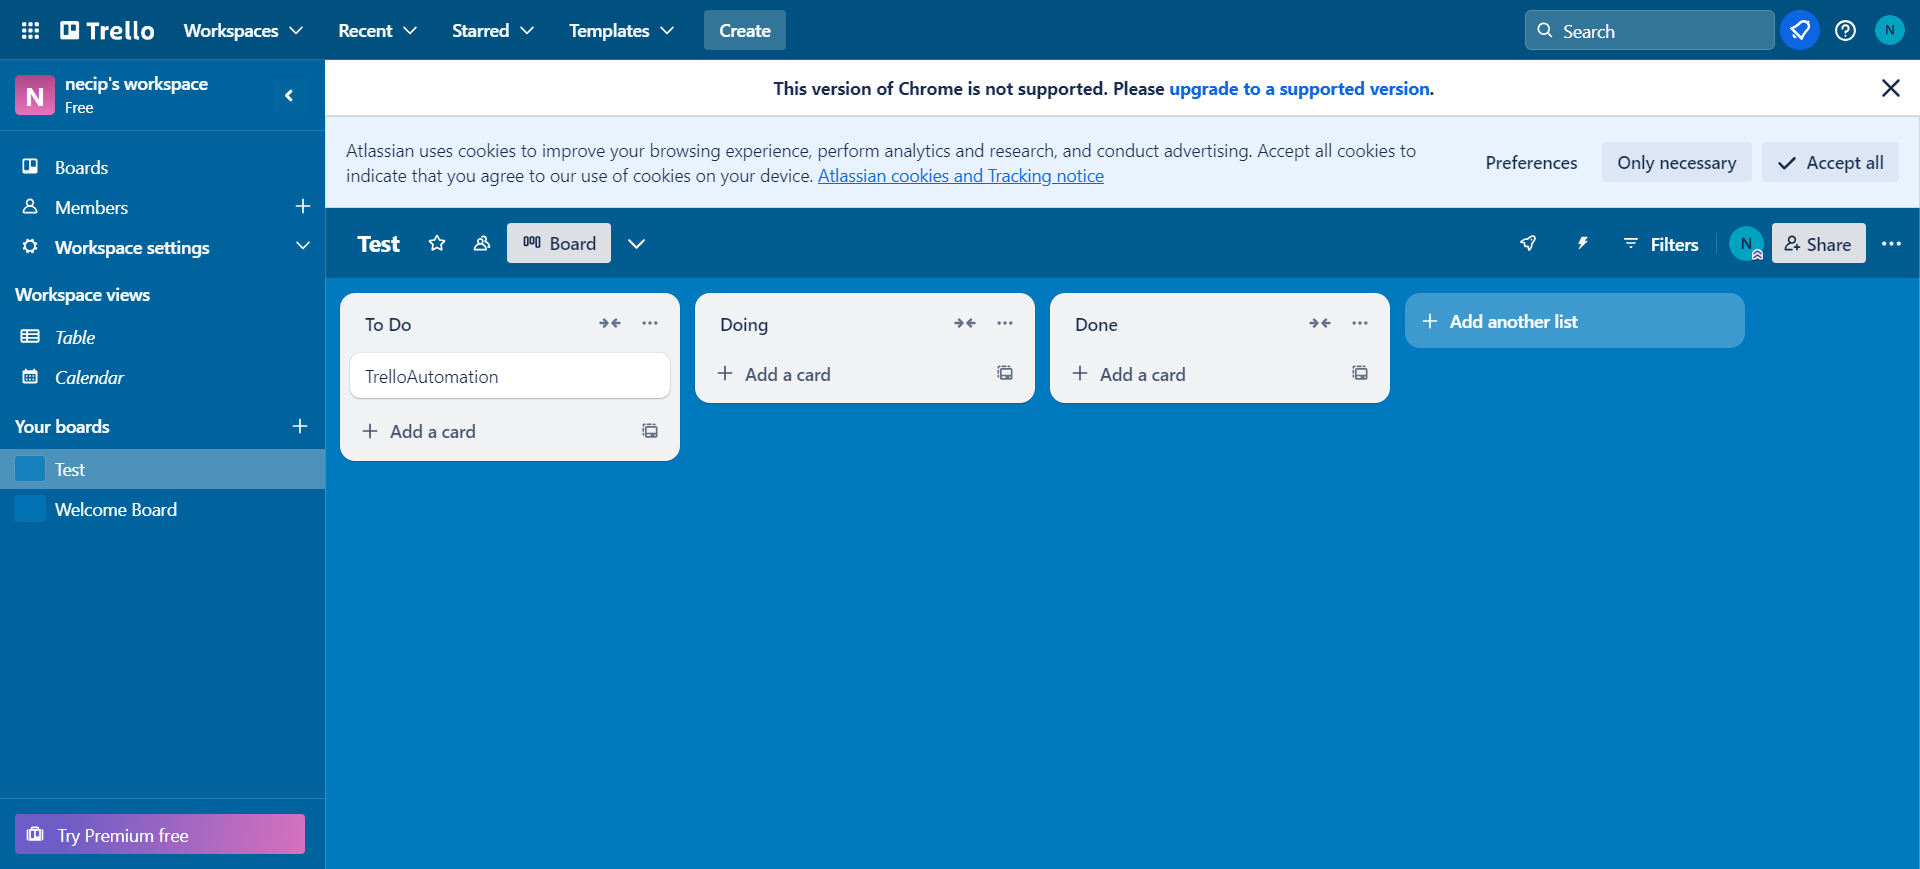 Trello
Workspaces
Recent
Starred
Templates
Create
Search
N
N
necip's workspace
Free
This version of Chrome is not supported. Please upgrade to a supported version.
Atlassian uses cookies to improve your browsing experience, perform analytics and research, and conduct advertising. Accept all cookies to
indicate that you agree to our use of cookies on your device. Atlassian cookies and Tracking notice
Preferences
Only necessary
Accept all
Boards
Members
Workspace settings
Workspace views
Table
Calendar
Your boards
Test
Welcome Board
Try Premium free
Test
Board
Filters
N
Share
To Do
TrelloAutomation
Add a card
Doing
Add a card
Done
Add a card
Add another list